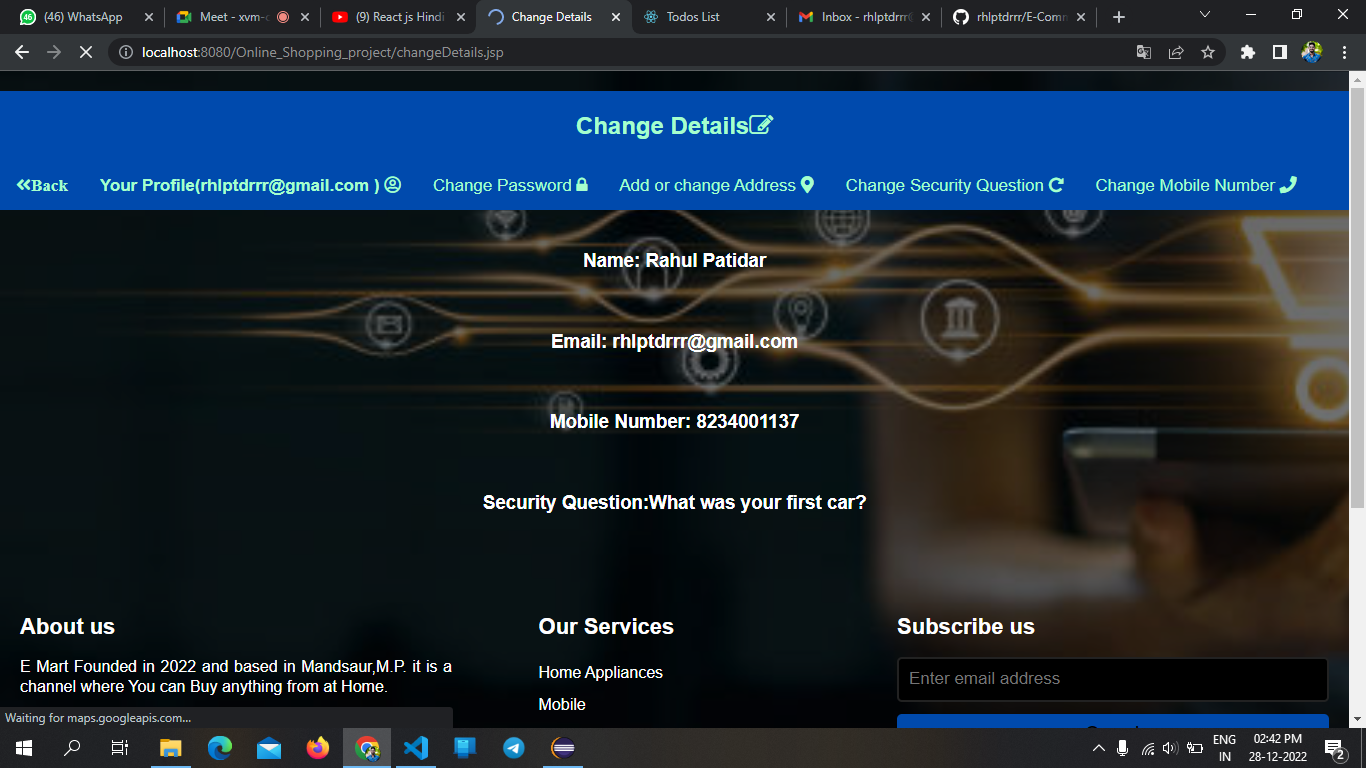 (46) WhatsApp
Meet - xvm-c
(9) React js Hindi
Change Details
Todos List
Inbox - rhlptdrrr@
rhlptdrrr/E-Comm
localhost:8080/Online_Shopping_project/changeDetails.jsp
Change Details
Back
Your Profile(rhlptdrrr@gmail.com )
Change Password
Add or change Address
Change Security Question
Change Mobile Number
Name: Rahul Patidar
Email: rhlptdrrr@gmail.com
Mobile Number: 8234001137
Security Question:What was your first car?
About us
E Mart Founded in 2022 and based in Mandsaur,M.P. it is a
channel where You can Buy anything from at Home.
Our Services
Home Appliances
Mobile
Subscribe us
Enter email address
Waiting for maps.googleapis.com...
ENG
IN
02:42 PM
28-12-2022
2